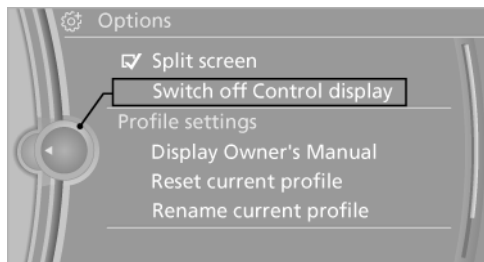 Options
Split screen
Switch off Control display
Profile settings
Display Owner's Manual
Reset current profile
Rename current profile